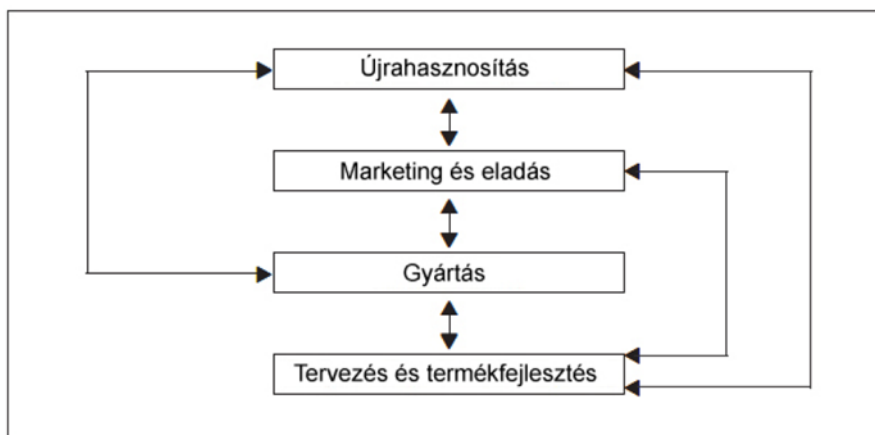 Újrahasznosítás
Marketing és eladás
Gyártás
Tervezés és termékfejlesztés